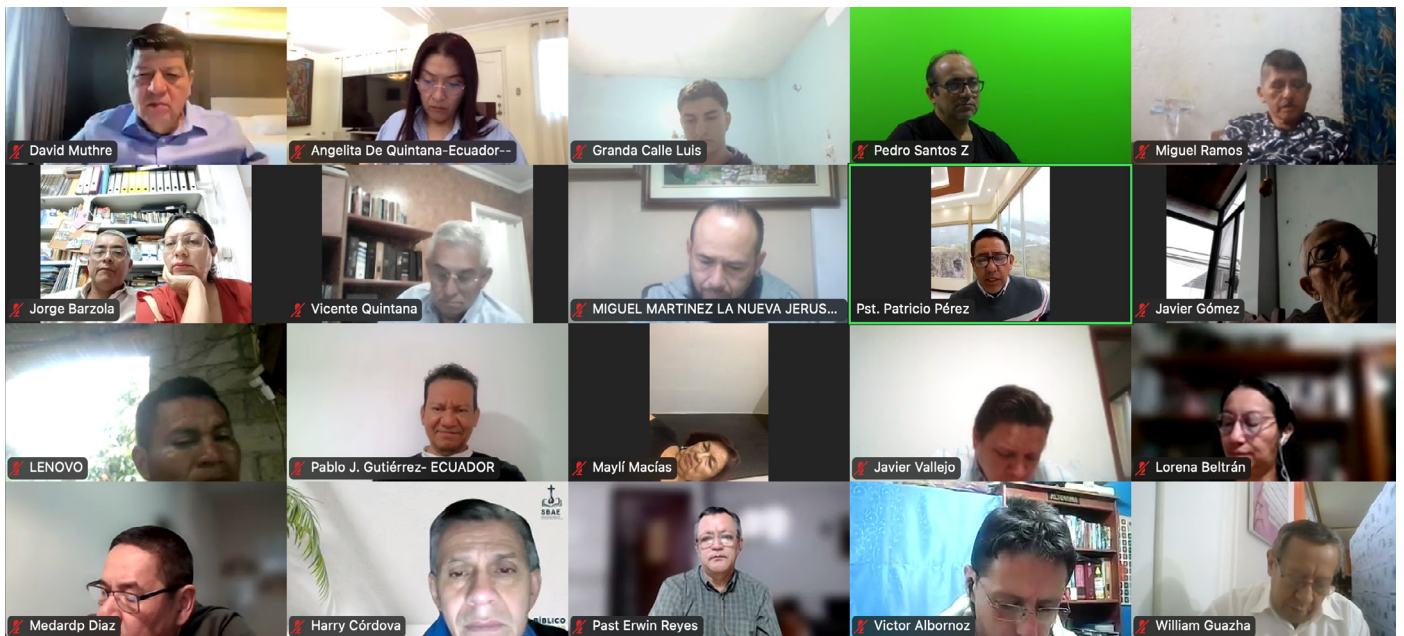 David Muthre
Angelita De Quintana-Ecuador--
Granda Calle Luis
Pedro Santos Z
Miguel Ramos
Jorge Barzola
Vicente Quintana
MIGUEL MARTINEZ LA NUEVA JERUS...
Pst. Patricio Pérez
Javier Gómez
LENOVO
Pablo J. Gutiérrez- ECUADOR
Maylí Macías
Javier Vallejo
Lorena Beltrán
SBAE
BÍBLICO
Medardp Diaz
Harry Córdova
Past Erwin Reyes
Victor Albornoz
William Guazha